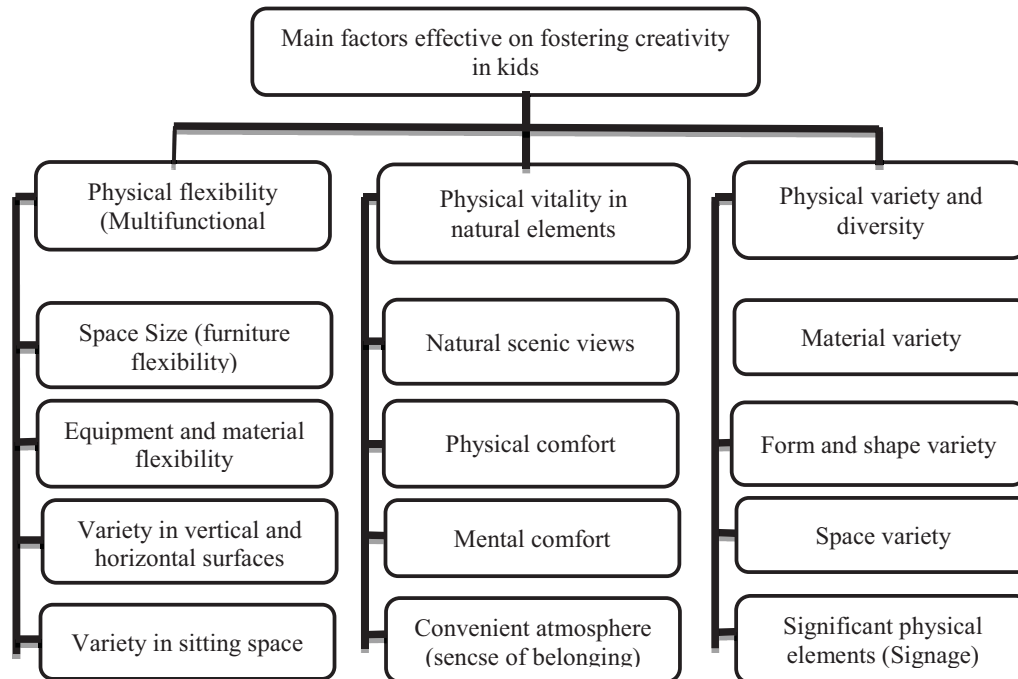 Main factors effective on fostering creativity
in kids
Physical flexibility
(Multifunctional
Space Size (furniture
flexibility)
Equipment and material
flexibility
Variety in vertical and
horizontal surfaces
Variety in sitting space
Physical vitality in
natural elements
Natural scenic views
Physical comfort
Mental comfort
Convenient atmosphere
(sencse of belonging)
Physical variety and
diversity
Material variety
Form and shape variety
Space variety
Significant physical
elements (Signage)